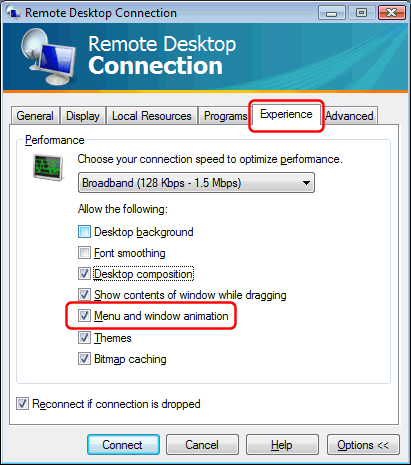 Remote Desktop Connection
Remote Desktop
Connection
General Display Local Resources Programs Experience Advanced
Performance
Choose your connection speed to optimize performance.
Broadband (128 Kbps - 1.5 Mbps)
Allow the following:
Desktop background
Font smoothing
Desktop composition
Show contents of window while dragging
Menu and window animation
Themes
Bitmap caching
Reconnect if connection is dropped
Connect Cancel Help Options <<